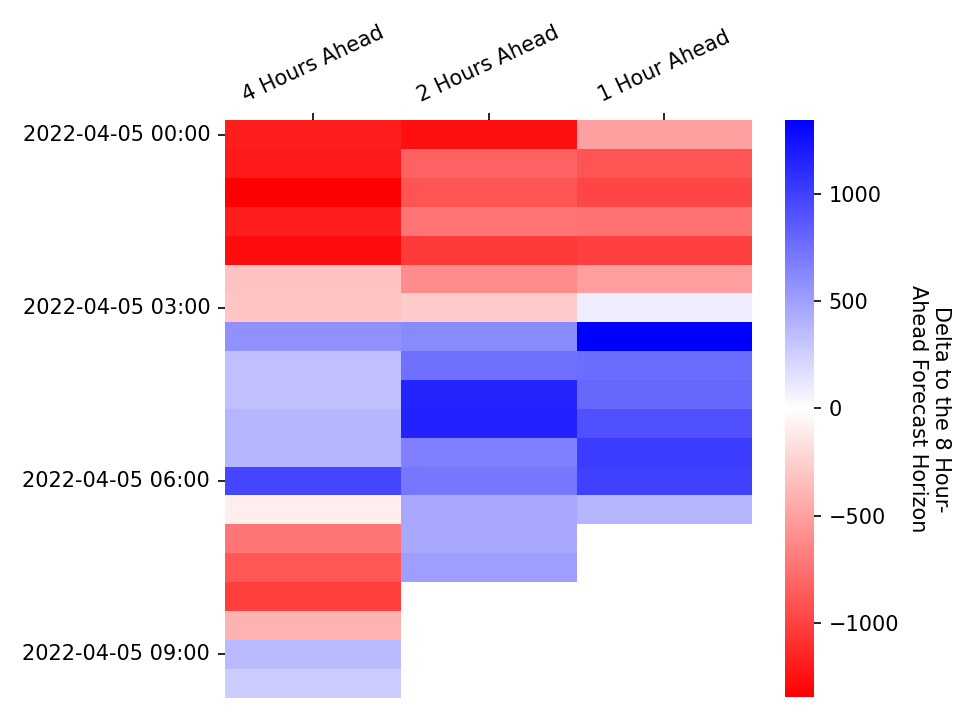 4 Hours Ahead
2 Hours Ahead
1 Hour Ahead
2022-04-05 00:00
2022-04-05 03:00
2022-04-05 06:00
2022-04-05 09:00
1000
500
0
−500
−1000
Delta to the 8 Hour-
Ahead Forecast Horizon